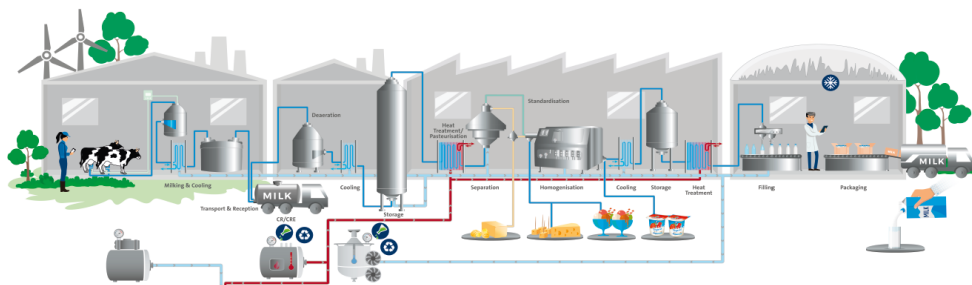 Standardisation
Deaeration
Heat
Treatment/
Pasteurisation
MILK
Milking & Cooling
Cooling
Separation
Homogenisation
Cooling
Storage
Heat
Treatment
Filling
Packaging
MILK
Transport & Reception
Storage
CR/CRE
MILK